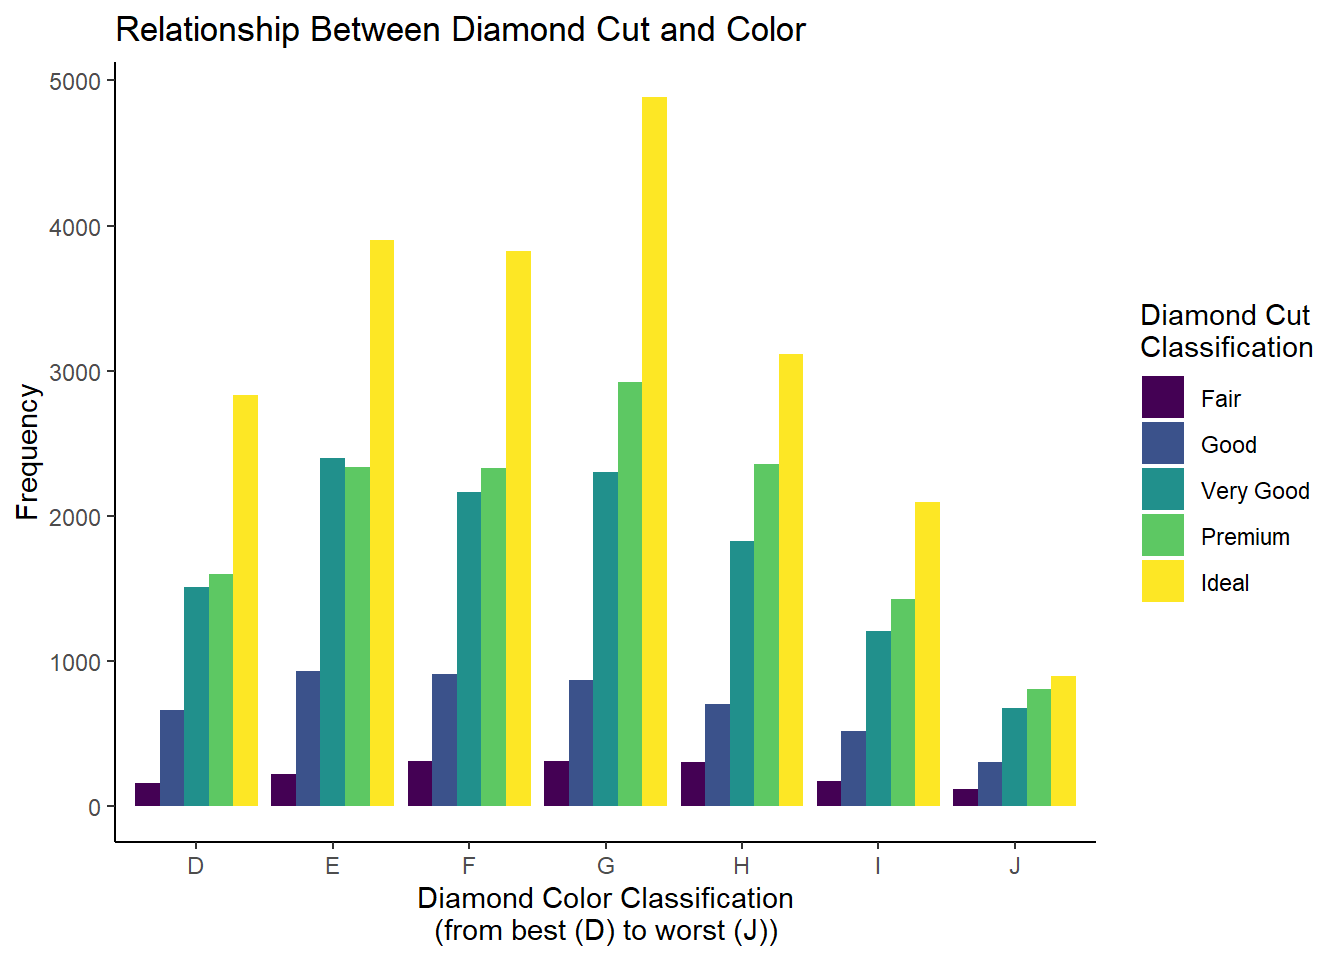 Relationship Between Diamond Cut and Color
5000
4000
3000
2000
1000
0
Frequency
D E F G H I J
Diamond Color Classification
(from best (D) to worst (J))
Diamond Cut
Classification
Fair
Good
Very Good
Premium
Ideal